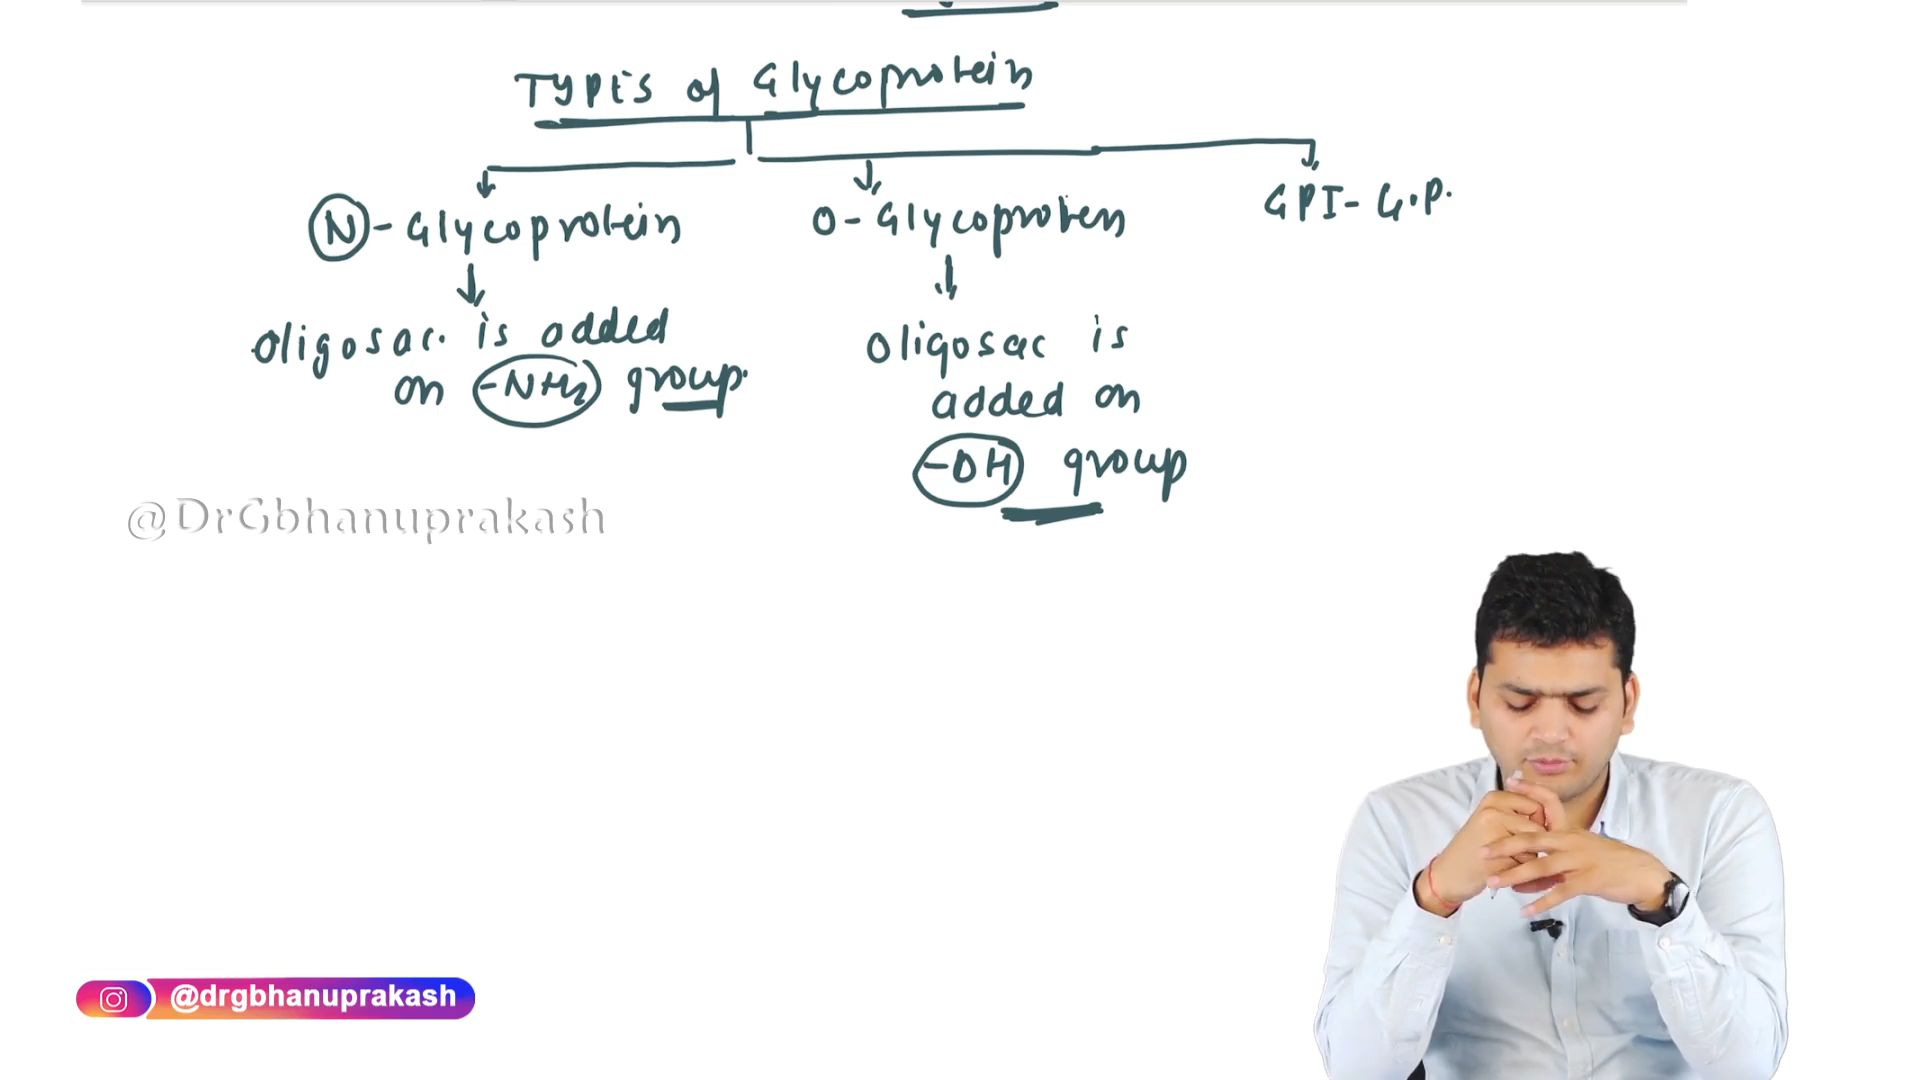 TYPES of Glycoprotein
N - Glycoprotein
O - Glycoprotein
GPI - G.P.
Oligosac. is added
on -NH2 group.
Oligosac is
added on
-OH group
@DrGbhanuprakash
@drgbhanuprakash